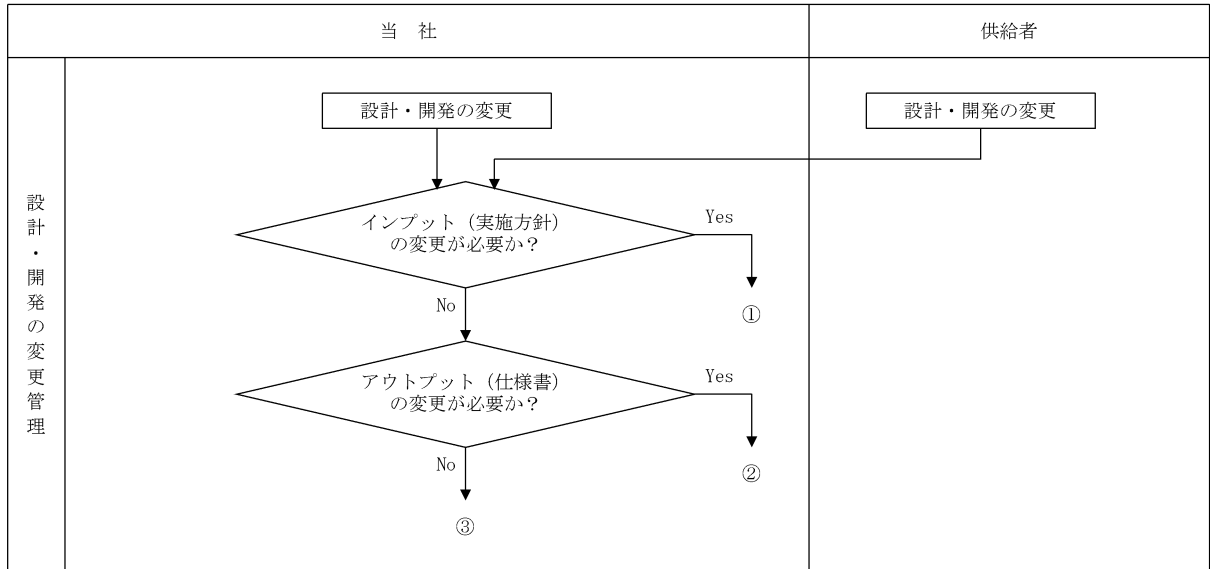 当　社
供給者
設計・開発の変更管理
設計・開発の変更
設計・開発の変更
インプット（実施方針）
の変更が必要か？
Yes
①
No
アウトプット（仕様書）
の変更が必要か？
Yes
②
No
③